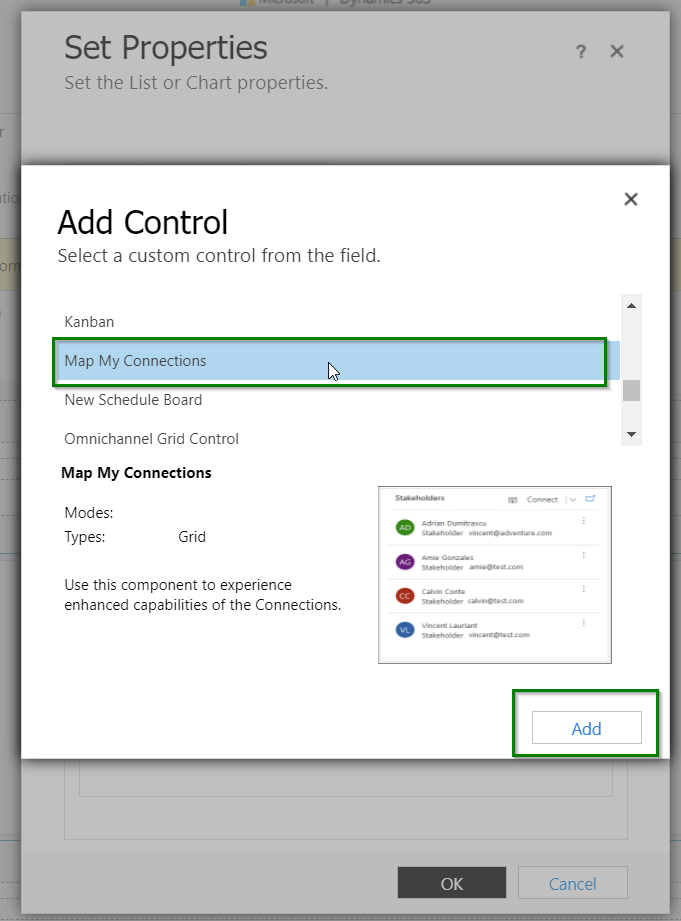 Microsoft | Dynamics 365
Set Properties
? ×
Set the List or Chart properties.
Add Control
Select a custom control from the field.
Kanban
Map My Connections
New Schedule Board
Omnichannel Grid Control
Map My Connections
Modes:
Types: Grid
Use this component to experience
enhanced capabilities of the Connections.
Stakeholders Connect
AD Adrian Dumitrascu
Stakeholder vincent@adventure.com
AG Amie Gonzales
Stakeholder amie@test.com
CC Calvin Conte
Stakeholder calvin@test.com
VL Vincent Lauriant
Stakeholder vincent@test.com
Add
OK Cancel